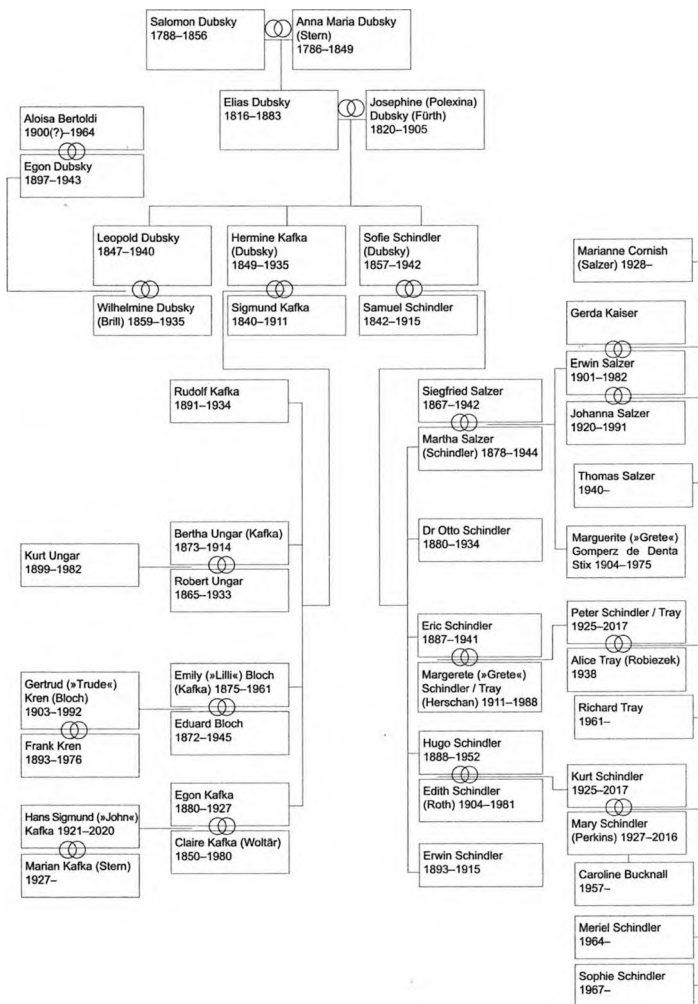 Salomon Dubsky
1788–1856
Anna Maria Dubsky
(Stern)
1786–1849
Elias Dubsky
1816–1883
Josephine (Polexina)
Dubsky (Fürth)
1820–1905
Aloisa Bertoldi
1900(?)–1964
Egon Dubsky
1897–1943
Leopold Dubsky
1847–1940
Wilhelmine Dubsky
(Brill) 1859–1935
Hermine Kafka
(Dubsky)
1849–1935
Sigmund Kafka
1840–1911
Sofie Schindler
(Dubsky)
1857–1942
Samuel Schindler
1842–1915
Rudolf Kafka
1891–1934
Bertha Ungar (Kafka)
1873–1914
Robert Ungar
1865–1933
Kurt Ungar
1899–1982
Emily (»Lilli«) Bloch
(Kafka) 1875–1961
Eduard Bloch
1872–1945
Gertrud (»Trude«)
Kren (Bloch)
1903–1992
Frank Kren
1893–1976
Egon Kafka
1880–1927
Claire Kafka (Woltär)
1850–1980
Hans Sigmund (»John«)
Kafka 1921–2020
Marian Kafka (Stern)
1927–
Siegfried Salzer
1867–1942
Martha Salzer
(Schindler) 1878–1944
Dr Otto Schindler
1880–1934
Eric Schindler
1887–1941
Margerete (»Grete«)
Schindler / Tray
(Herschan) 1911–1988
Hugo Schindler
1888–1952
Edith Schindler
(Roth) 1904–1981
Erwin Schindler
1893–1915
Marianne Cornish
(Salzer) 1928–
Gerda Kaiser
Erwin Salzer
1901–1982
Johanna Salzer
1920–1991
Thomas Salzer
1940–
Marguerite (»Grete«)
Gomperz de Denta
Stix 1904–1975
Peter Schindler / Tray
1925–2017
Alice Tray (Robiezek)
1938
Richard Tray
1961–
Kurt Schindler
1925–2017
Mary Schindler
(Perkins) 1927–2016
Caroline Bucknall
1957–
Meriel Schindler
1964–
Sophie Schindler
1967–